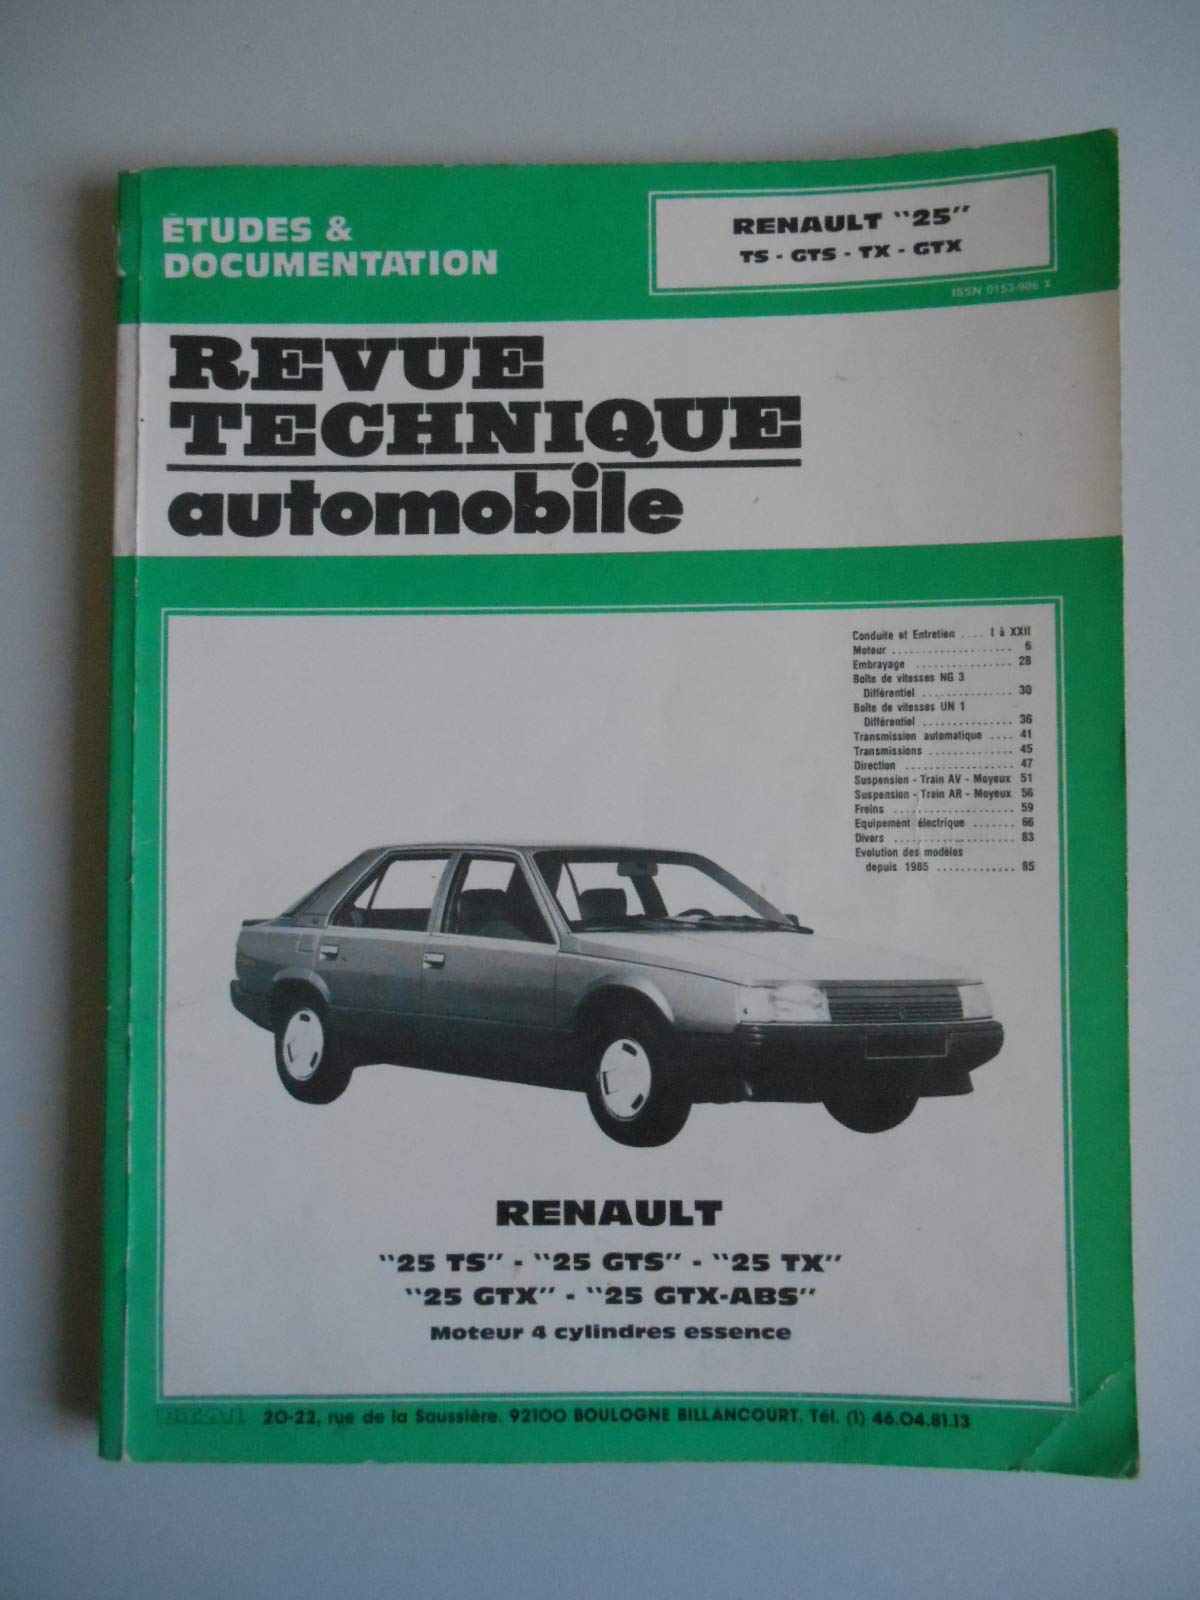 ÉTUDES &
DOCUMENTATION
RENAULT "25"
TS - GTS - TX - GTX
ISSN 0153-906 X
REVUE
TECHNIQUE
automobile
Conduite et Entretien .... I à XXII
Moteur ................... 6
Embrayage ................ 28
Boîte de vitesses NG 3
Différentiel ............... 30
Boîte de vitesses UN 1
Différentiel ............... 36
Transmission automatique .... 41
Transmissions .............. 45
Direction .................. 47
Suspension - Train AV - Moyeux 51
Suspension - Train AR - Moyeux 56
Freins .................... 59
Equipement électrique ....... 66
Divers .................... 83
Evolution des modèles
depuis 1985 ............. 85
RENAULT
"25 TS" - "25 GTS" - "25 TX"
"25 GTX" - "25 GTX-ABS"
Moteur 4 cylindres essence
ETAI 20-22, rue de la Saussière. 92100 BOULOGNE BILLANCOURT. Tél. (1) 46.04.81.13